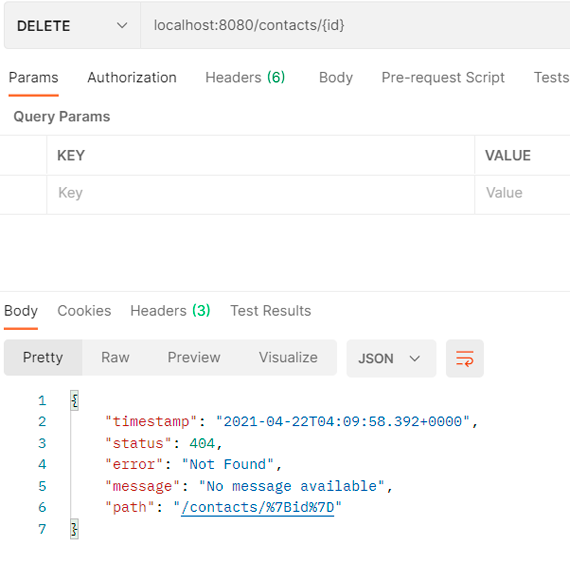 DELETE localhost:8080/contacts/{id}
Params Authorization Headers (6) Body Pre-request Script Tests
Query Params
KEY VALUE
Key Value
Body Cookies Headers (3) Test Results
Pretty Raw Preview Visualize JSON
1 {
2 "timestamp": "2021-04-22T04:09:58.392+0000",
3 "status": 404,
4 "error": "Not Found",
5 "message": "No message available",
6 "path": "/contacts/%7Bid%7D"
7 }